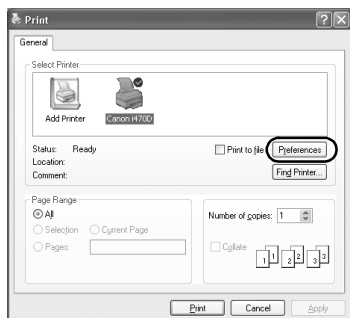 Print
General
Select Printer
Add Printer
Canon i470D
Status: Ready
Location:
Comment:
Print to file
Preferences
Find Printer...
Page Range
All
Selection
Current Page
Pages:
Number of copies: 1
Collate
1 1 2 2 3 3
Print
Cancel
Apply